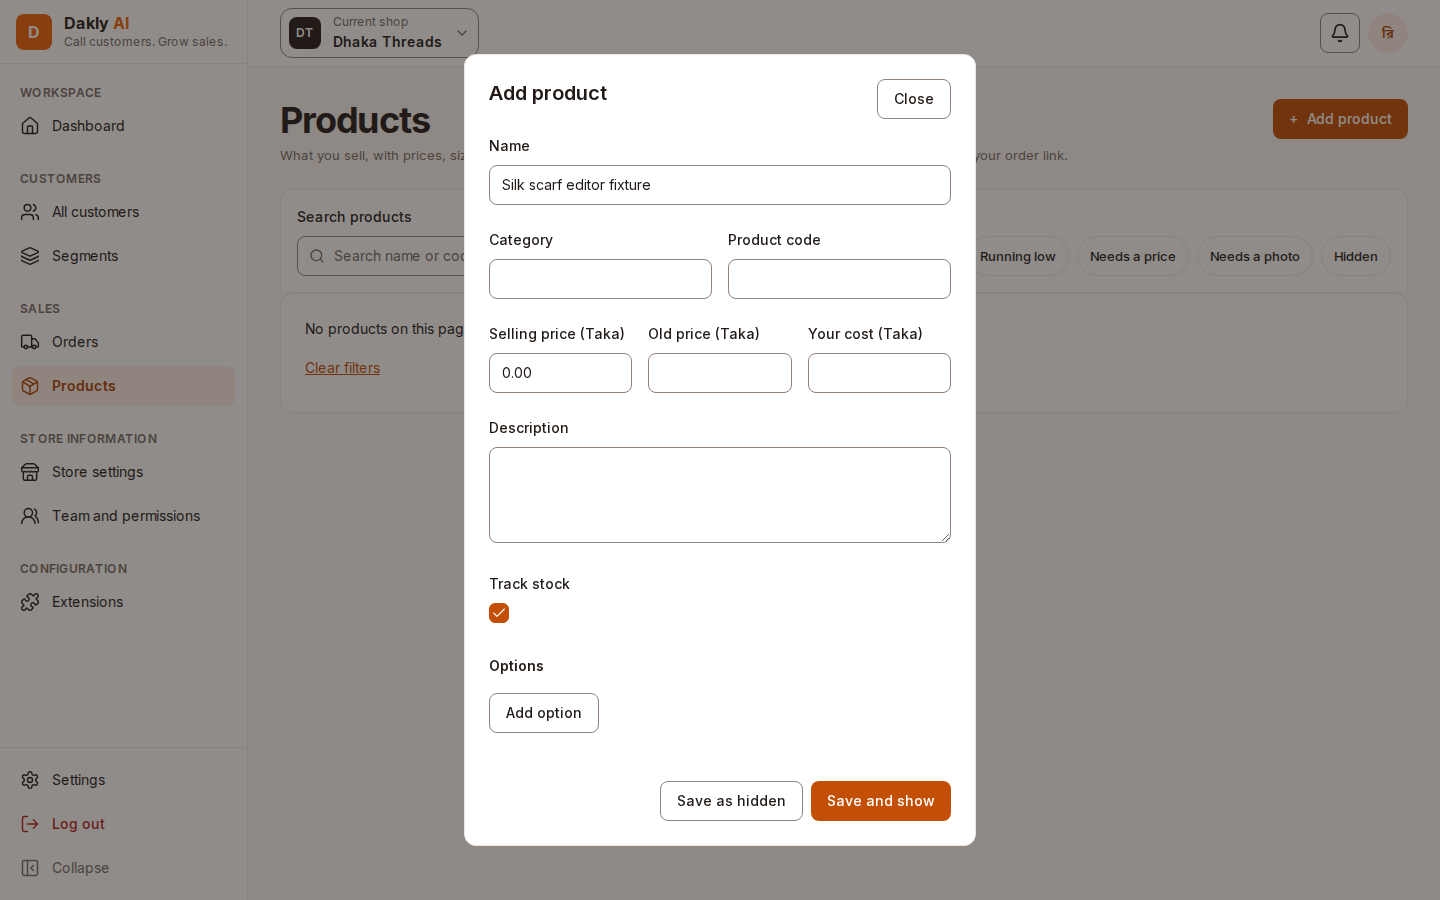 D
Dakly AI
Call customers. Grow sales.
WORKSPACE
Dashboard
CUSTOMERS
All customers
Segments
SALES
Orders
Products
STORE INFORMATION
Store settings
Team and permissions
CONFIGURATION
Extensions
Settings
Log out
Collapse
DT
Current shop
Dhaka Threads
রি
Products
+ Add product
What you sell, with prices,
your order link.
Search products
Search name or
Running low
Needs a price
Needs a photo
Hidden
No products on this
Clear filters
Add product
Close
Name
Silk scarf editor fixture
Category
Product code
Selling price (Taka)
Old price (Taka)
Your cost (Taka)
0.00
Description
Track stock
Options
Add option
Save as hidden
Save and show